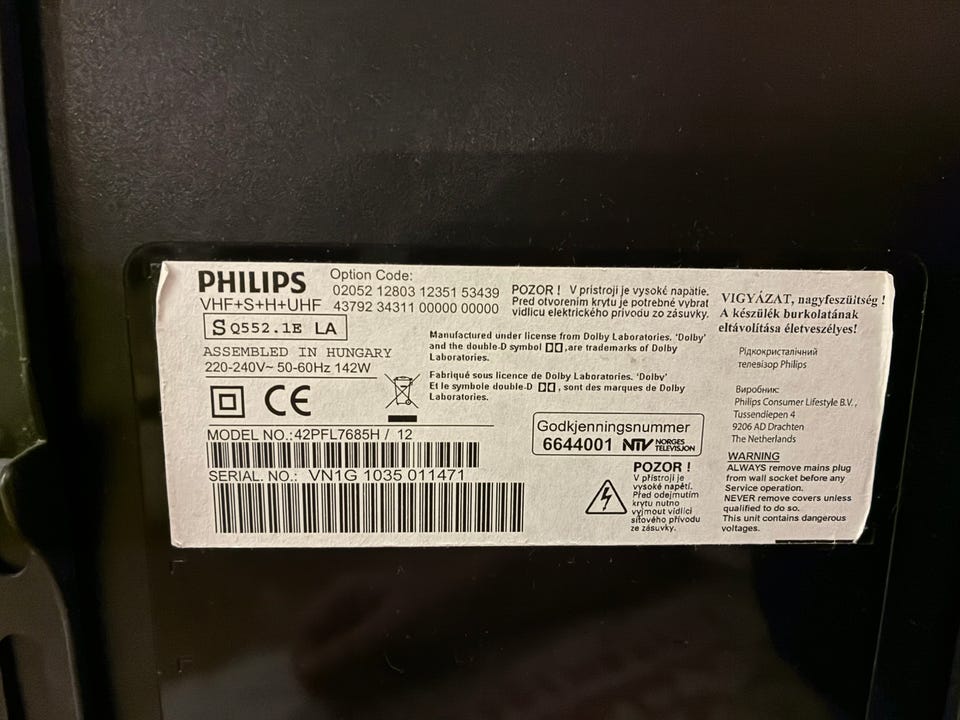 PHILIPS
VHF+S+H+UHF
S Q552.1E LA
ASSEMBLED IN HUNGARY
220-240V~ 50-60Hz 142W
CE
MODEL NO.:42PFL7685H / 12
SERIAL. NO.: VN1G 1035 011471
Option Code:
02052 12803 12351 53439
43792 34311 00000 00000
POZOR ! V pristroji je vysoké napätie.
Pred otvorením krytu je potrebné vybrat
vidlicu elektrického privodu zo zásuvky.
Manufactured under license from Dolby Laboratories. 'Dolby'
and the double-D symbol ,are trademarks of Dolby
Laboratories.
Fabriqué sous licence de Dolby Laboratories. 'Dolby'
Et le symbole double-D , sont des marques de Dolby
Laboratories.
Godkjenningsnummer
6644001 NTV NORGES
TELEVISJON
POZOR !
V přístroji je
vysoké napětí.
Před odejmutím
krytu nutno
vyjmout vidlici
síťového přívodu
ze zásuvky.
VIGYÁZAT, nagyfeszültség !
A készülék burkolatának
eltávolítása életveszélyes!
Рідкокристалічний
телевізор Philips
Виробник:
Philips Consumer Lifestyle B.V.,
Tussendiepen 4
9206 AD Drachten
The Netherlands
WARNING
ALWAYS remove mains plug
from wall socket before any
Service operation.
NEVER remove covers unless
qualified to do so.
This unit contains dangerous
voltages.